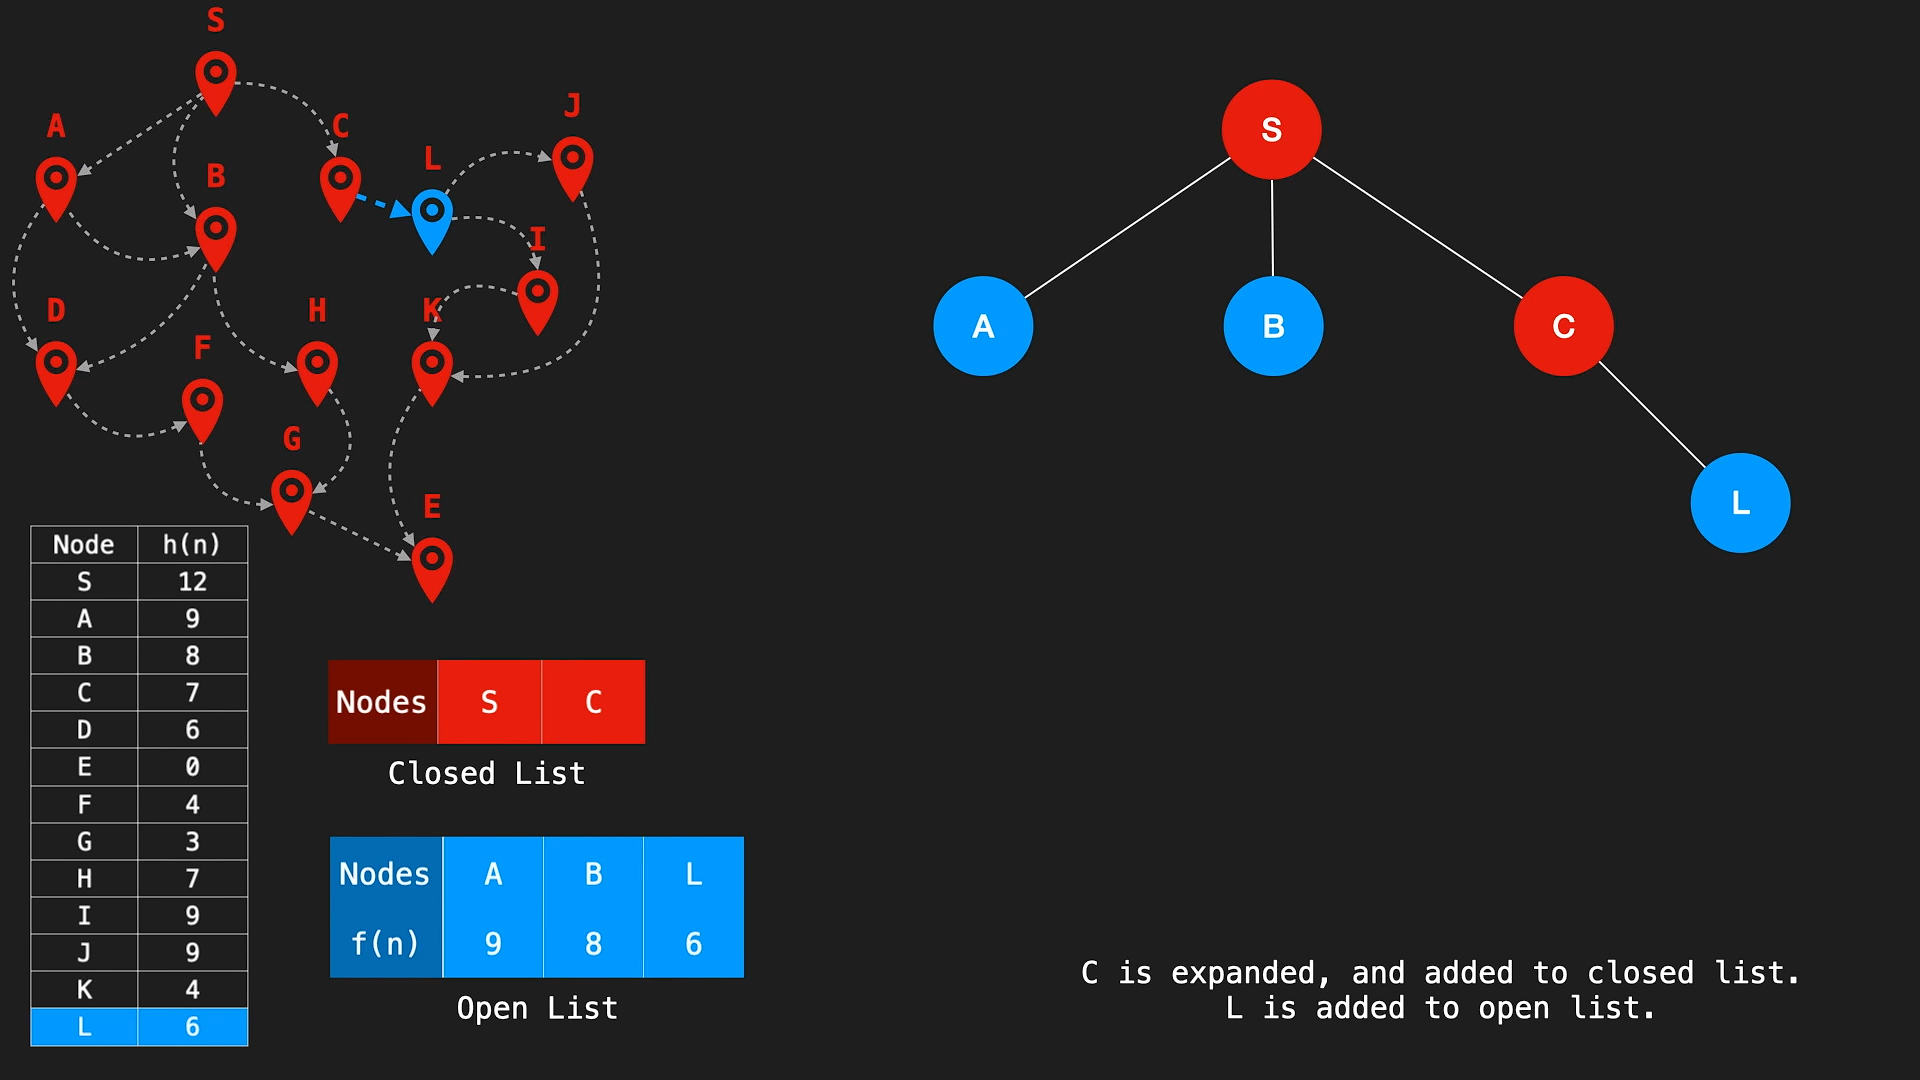 S
A
C
J
L
B
I
D
H
K
F
G
E
Node h(n)
S 12
A 9
B 8
C 7
D 6
E 0
F 4
G 3
H 7
I 9
J 9
K 4
L 6
Nodes S C
Closed List
Nodes A B L
f(n) 9 8 6
Open List
S
A B C
L
C is expanded, and added to closed list.
L is added to open list.